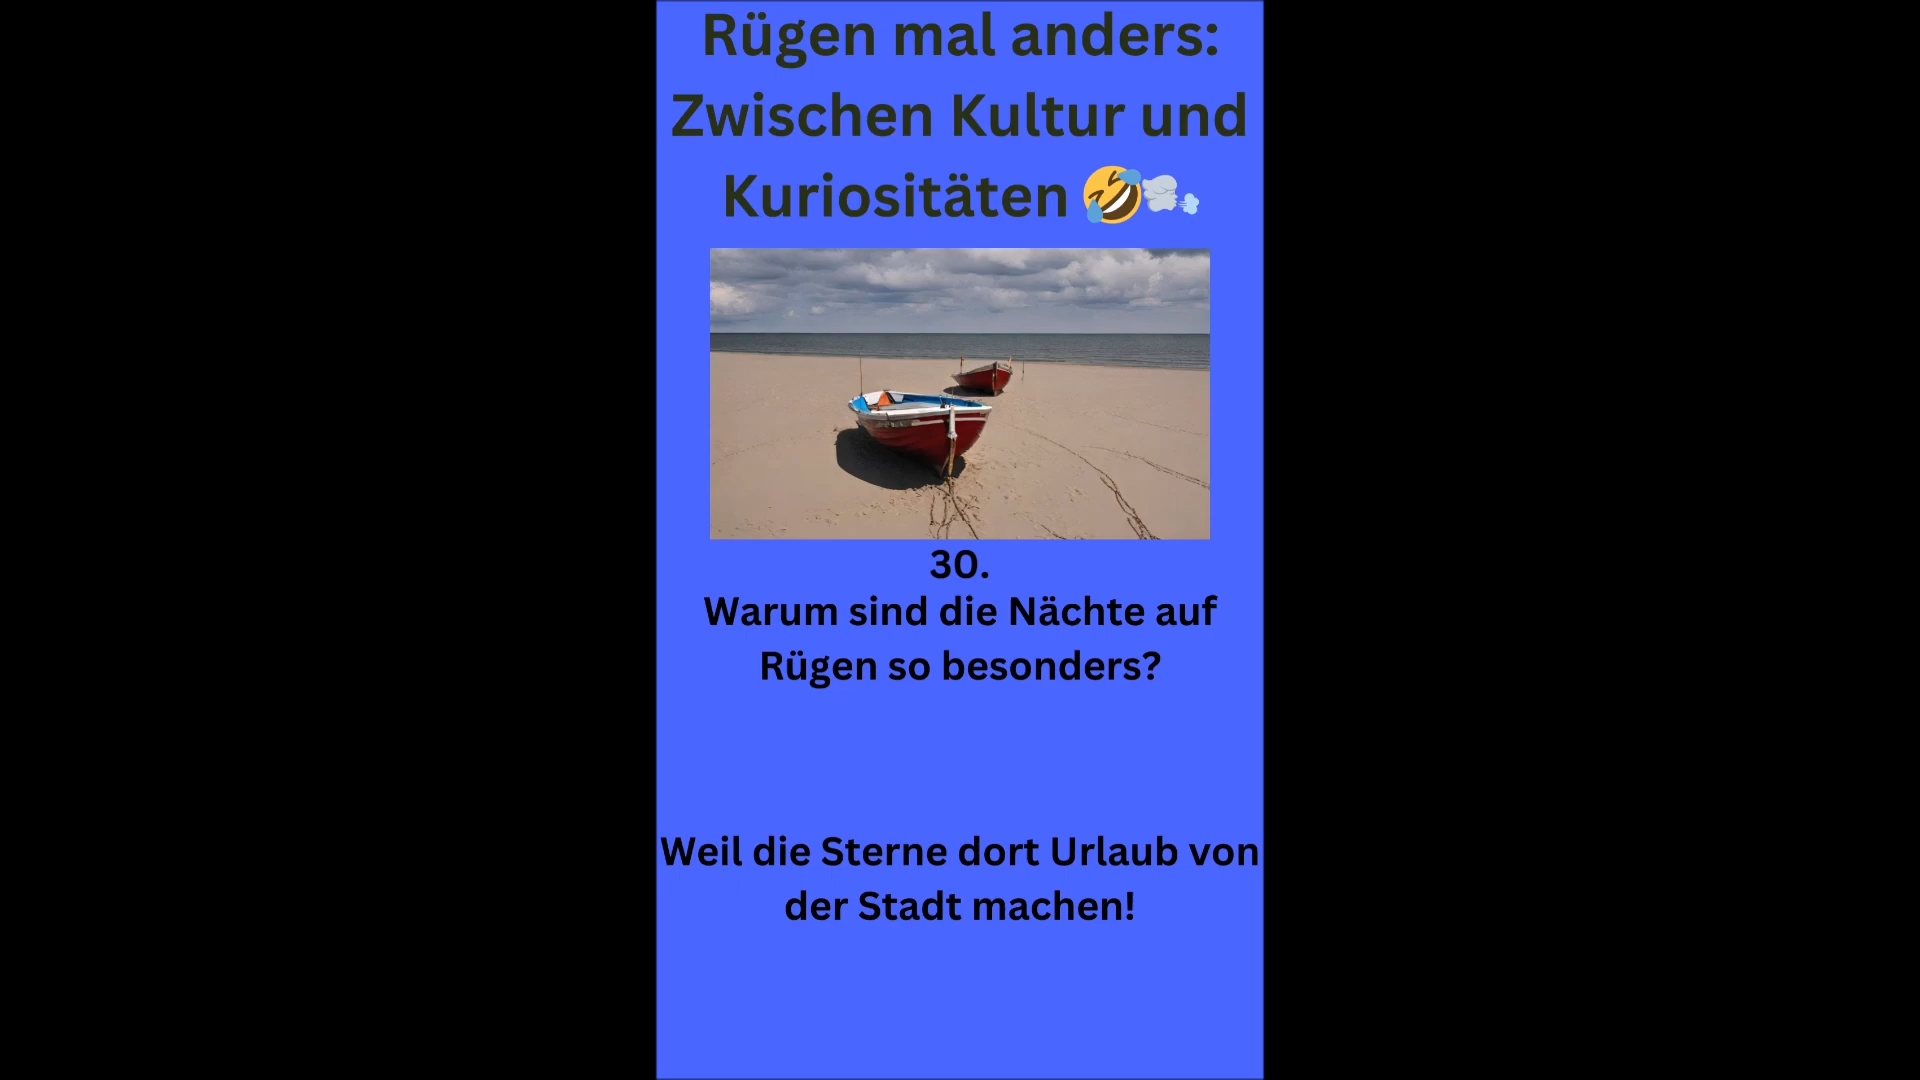 Rügen mal anders:
Zwischen Kultur und
Kuriositäten 🤣💨
30.
Warum sind die Nächte auf
Rügen so besonders?
Weil die Sterne dort Urlaub von
der Stadt machen!